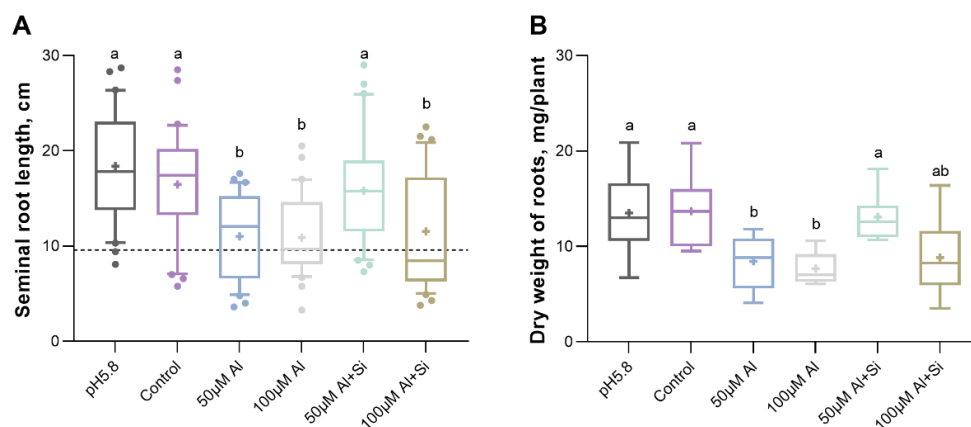 A
Seminal root length, cm
30
20
10
0
a
a
b
b
a
b
pH5.8
Control
50μM Al
100μM Al
50μM Al+Si
100μM Al+Si
B
Dry weight of roots, mg/plant
30
20
10
0
a
a
b
b
a
ab
pH5.8
Control
50μM Al
100μM Al
50μM Al+Si
100μM Al+Si